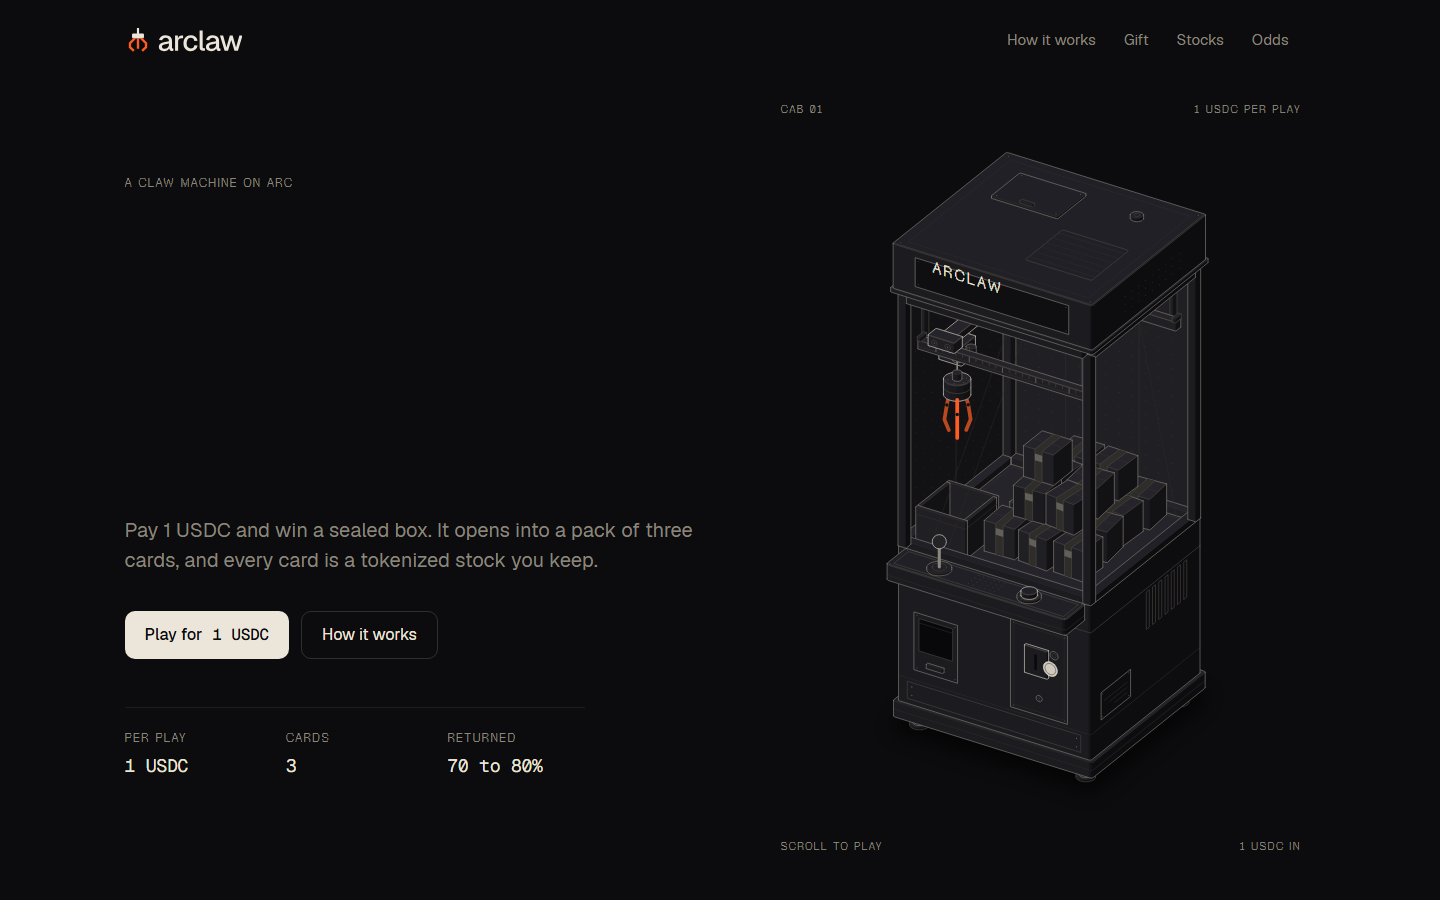 arclaw
How it works
Gift
Stocks
Odds
CAB 01
1 USDC PER PLAY
A CLAW MACHINE ON ARC
ARCLAW
Pay 1 USDC and win a sealed box. It opens into a pack of three
cards, and every card is a tokenized stock you keep.
Play for 1 USDC
How it works
PER PLAY
1 USDC
CARDS
3
RETURNED
70 to 80%
SCROLL TO PLAY
1 USDC IN